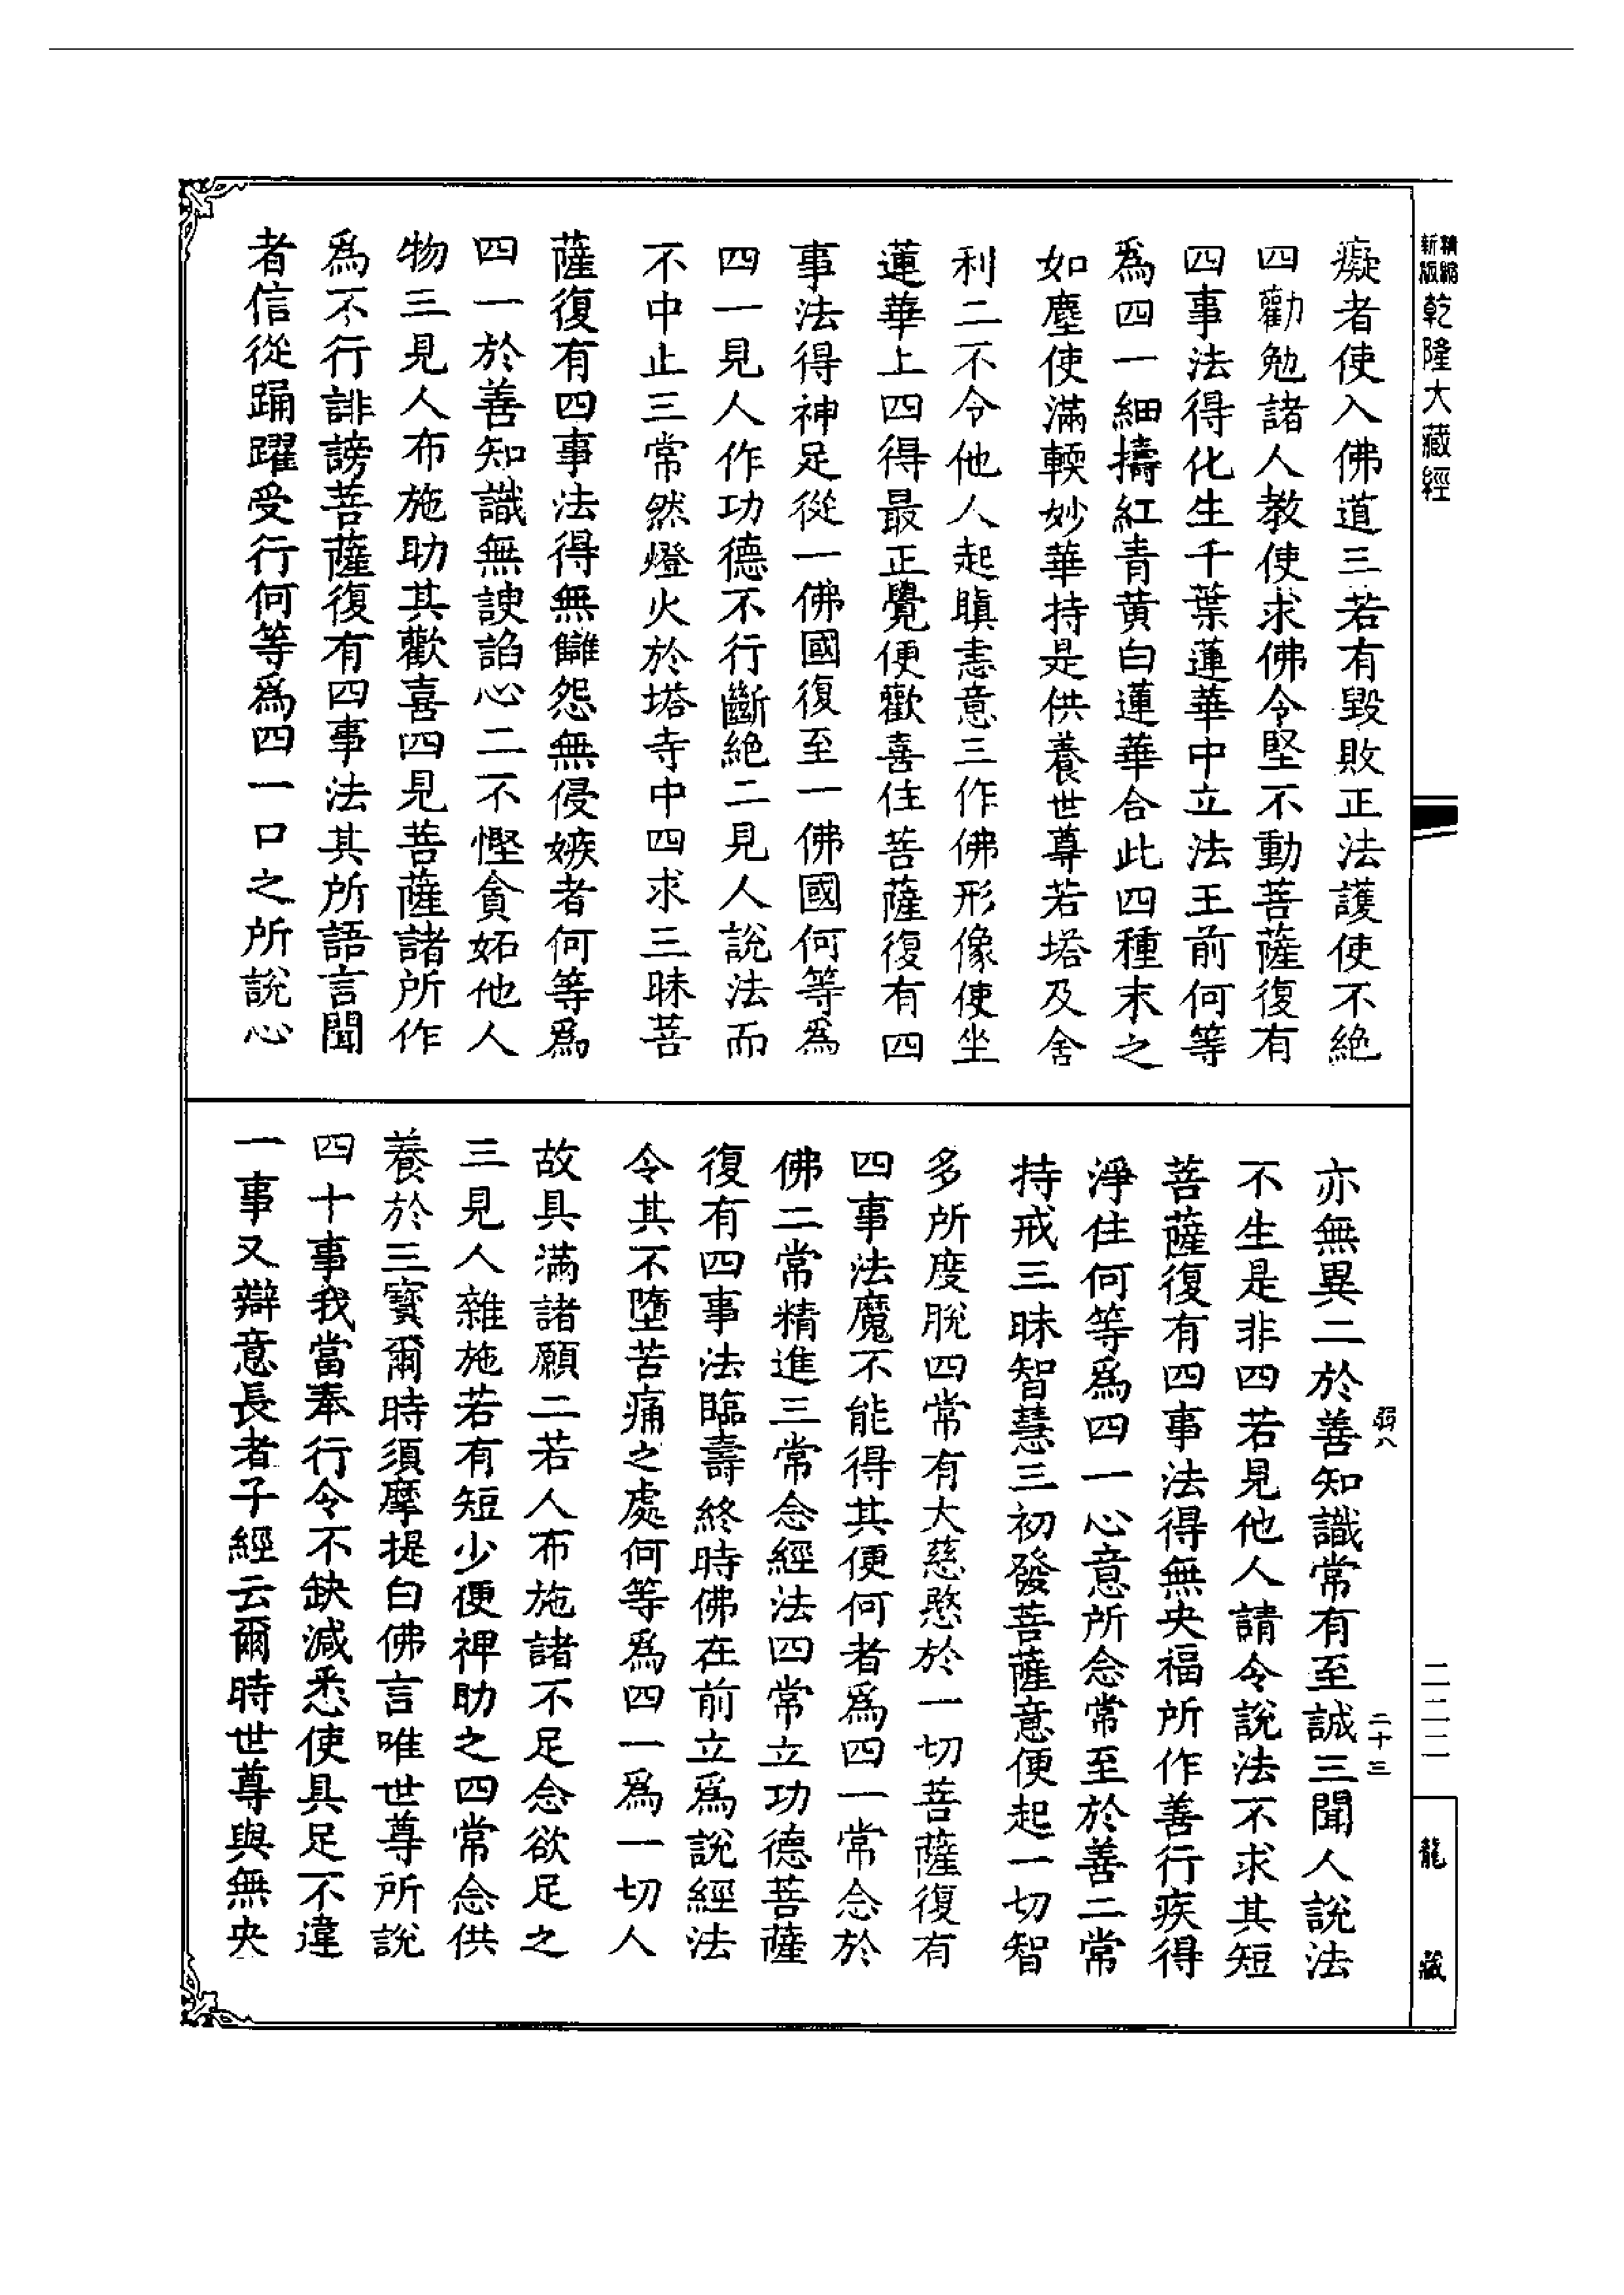 精縮新版乾隆大藏經
癡者使入佛道三若有毀敗正法護使不絕
四勸勉諸人教使求佛令堅不動菩薩復有
四事法得化生千葉蓮華中立法王前何等
爲四一細擣紅青黃白蓮華合此四種末之
如塵使滿輭妙華持是供養世尊若塔及舍
利二不令他人起瞋恚意三作佛形像使坐
蓮華上四得最正覺便歡喜住菩薩復有四
事法得神足從一佛國復至一佛國何等爲
四一見人作功德不行斷絕二見人說法而
不中止三常然燈火於塔寺中四求三昧菩
薩復有四事法得無讎怨無侵嫉者何等爲
四一於善知識無諛諂心二不慳貪妬他人
物三見人布施助其歡喜四見菩薩諸所作
爲不行誹謗菩薩復有四事法其所語言聞
者信從踊躍受行何等爲四一口之所說心
亦無異二於善知識常有至誠三聞人說法
不生是非四若見他人請令說法不求其短
菩薩復有四事法得無央福所作善行疾得
淨住何等爲四一心意所念常至於善二常
持戒三昧智慧三初發菩薩意便起一切智
多所度脫四常有大慈愍於一切菩薩復有
四事法魔不能得其便何者爲四一常念於
佛二常精進三常念經法四常立功德菩薩
復有四事法臨壽終時佛在前立爲說經法
令其不墮苦痛之處何等爲四一爲一切人
故具滿諸願二若人布施諸不足念欲足之
三見人雜施若有短少便裨助之四常念供
養於三寶爾時須摩提白佛言唯世尊所說
四十事我當奉行令不缺減悉使具足不違
一事又辯意長者子經云爾時世尊與無央
弱八
二十三
二二二
龍藏